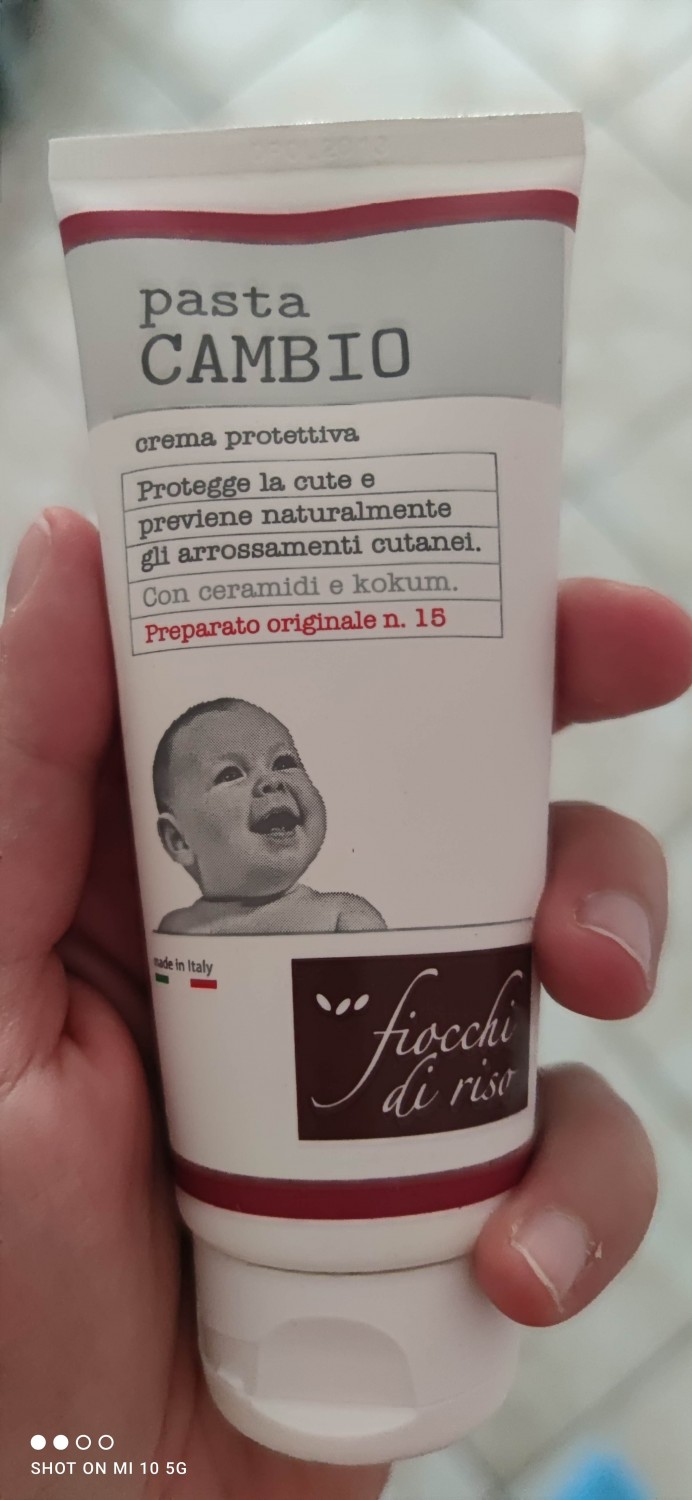 pasta
CAMBIO
crema protettiva
Protegge la cute e
previene naturalmente
gli arrossamenti cutanei.
Con ceramidi e kokum.
Preparato originale n. 15
made in Italy
fiocchi
di riso
SHOT ON MI 10 5G